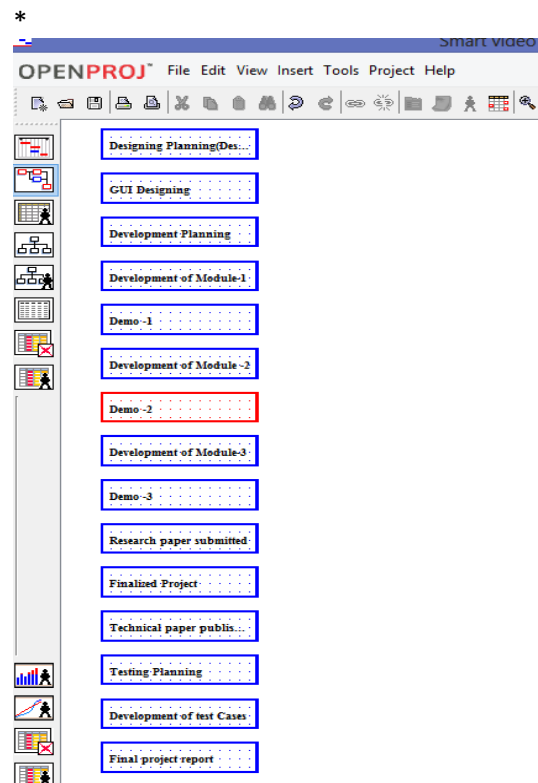 *
Smart Video
OPENPROJ™ File Edit View Insert Tools Project Help
Designing Planning(Des...
GUI Designing
Development Planning
Development of Module-1
Demo -1
Development of Module -2
Demo -2
Development of Module-3
Demo -3
Research paper submitted
Finalized Project
Technical paper publis...
Testing Planning
Development of test Cases
Final project report